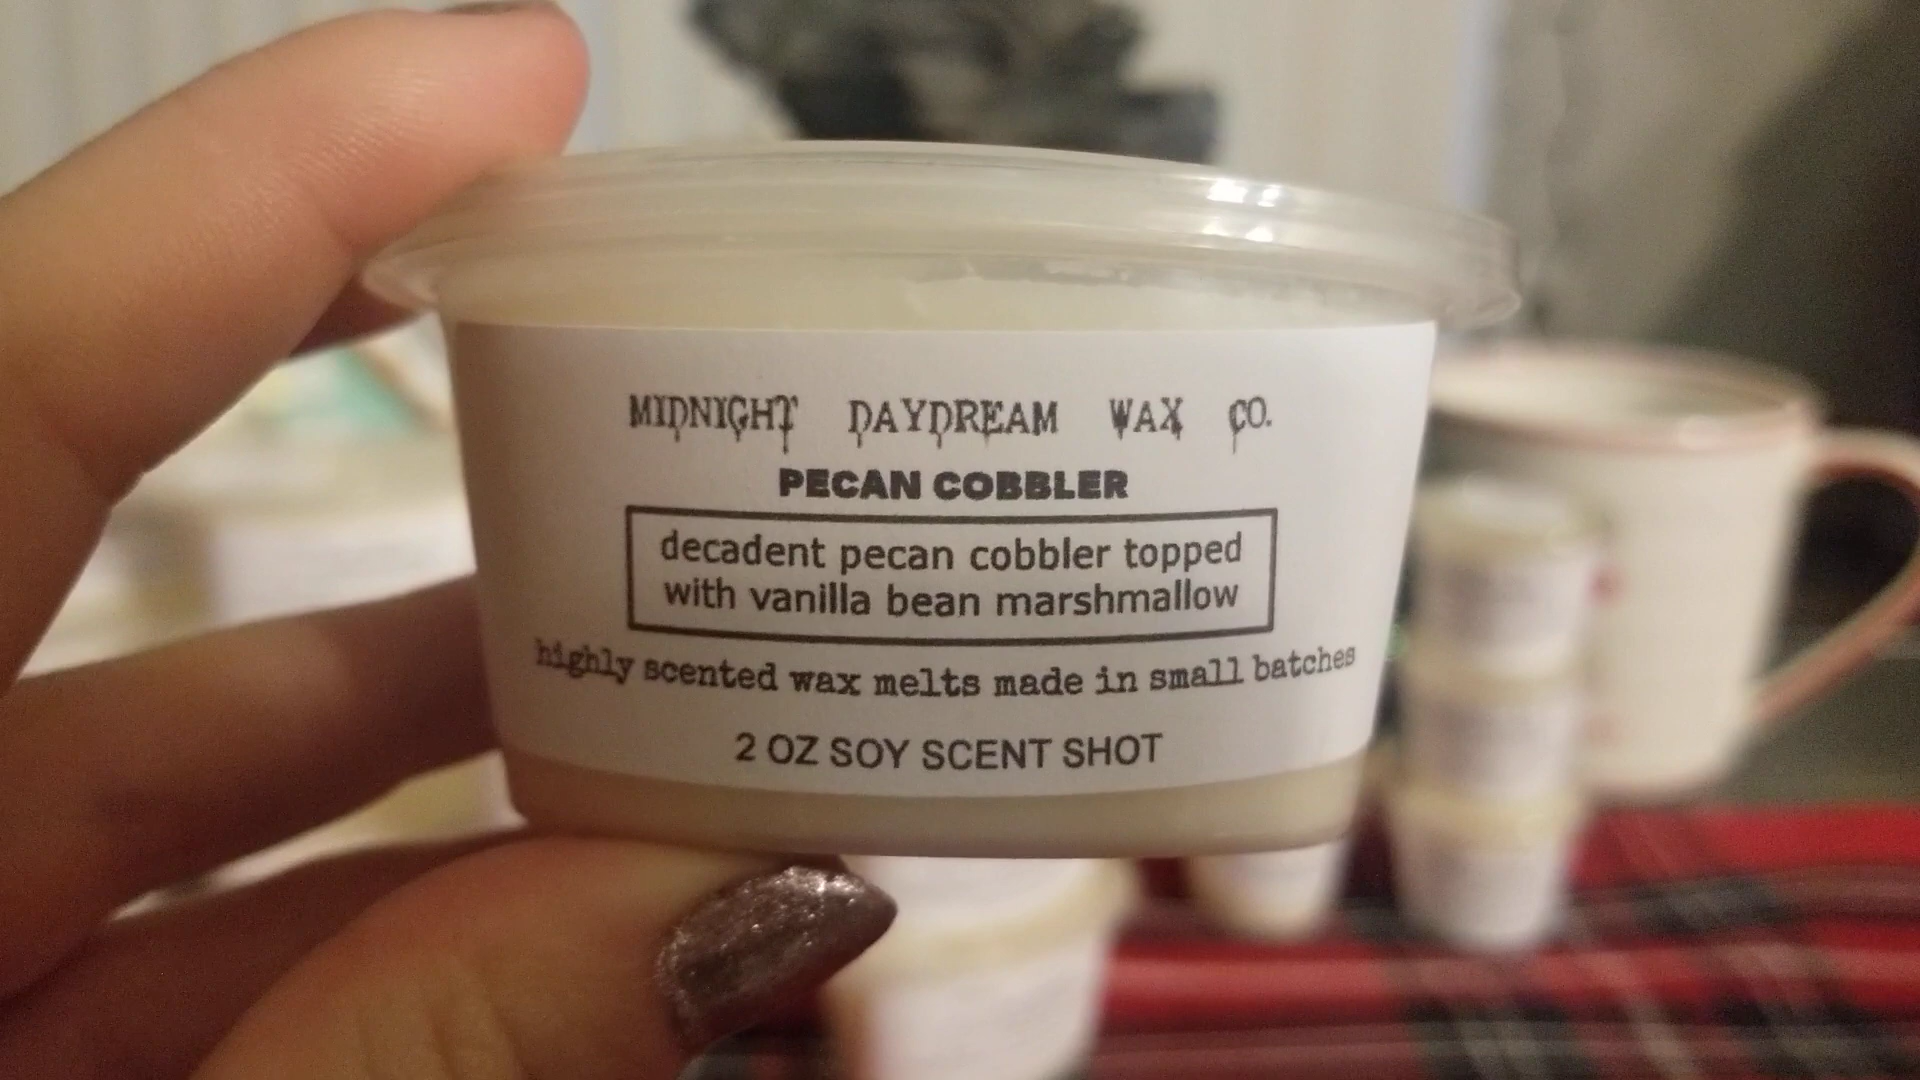 MIDNIGHT DAYDREAM WAX CO.
PECAN COBBLER
decadent pecan cobbler topped
with vanilla bean marshmallow
highly scented wax melts made in small batches
2 OZ SOY SCENT SHOT